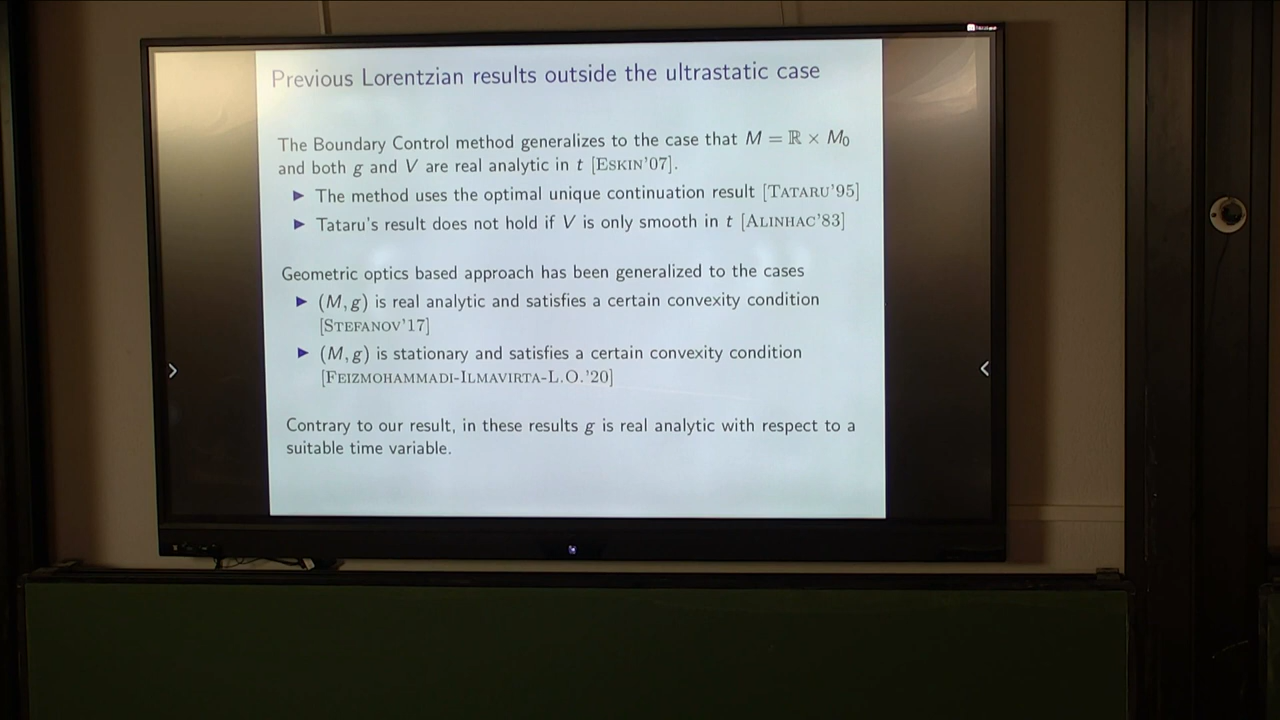 Previous Lorentzian results outside the ultrastatic case
The Boundary Control method generalizes to the case that M = ℝ × M₀
and both g and V are real analytic in t [Eskin'07].
▶ The method uses the optimal unique continuation result [Tataru'95]
▶ Tataru's result does not hold if V is only smooth in t [Alinhac'83]
Geometric optics based approach has been generalized to the cases
▶ (M, g) is real analytic and satisfies a certain convexity condition
[Stefanov'17]
▶ (M, g) is stationary and satisfies a certain convexity condition
[Feizmohammadi-Ilmavirta-L.O.'20]
Contrary to our result, in these results g is real analytic with respect to a
suitable time variable.